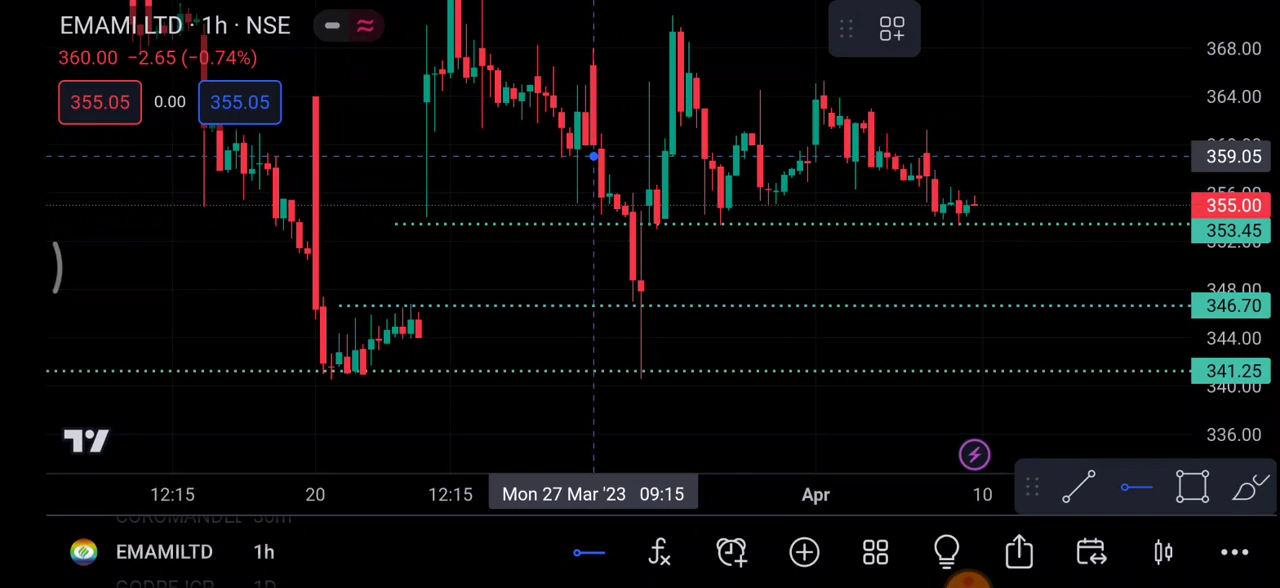 EMAMI LTD · 1h · NSE
360.00 −2.65 (−0.74%)
355.05 0.00 355.05
368.00
364.00
359.05
356.00
355.00
353.45
352.00
348.00
346.70
344.00
341.25
340.00
336.00
12:15 20 12:15 Mon 27 Mar '23 09:15 Apr 10
COROMANDEL 30m
EMAMILTD 1h
GODREJCP 1D